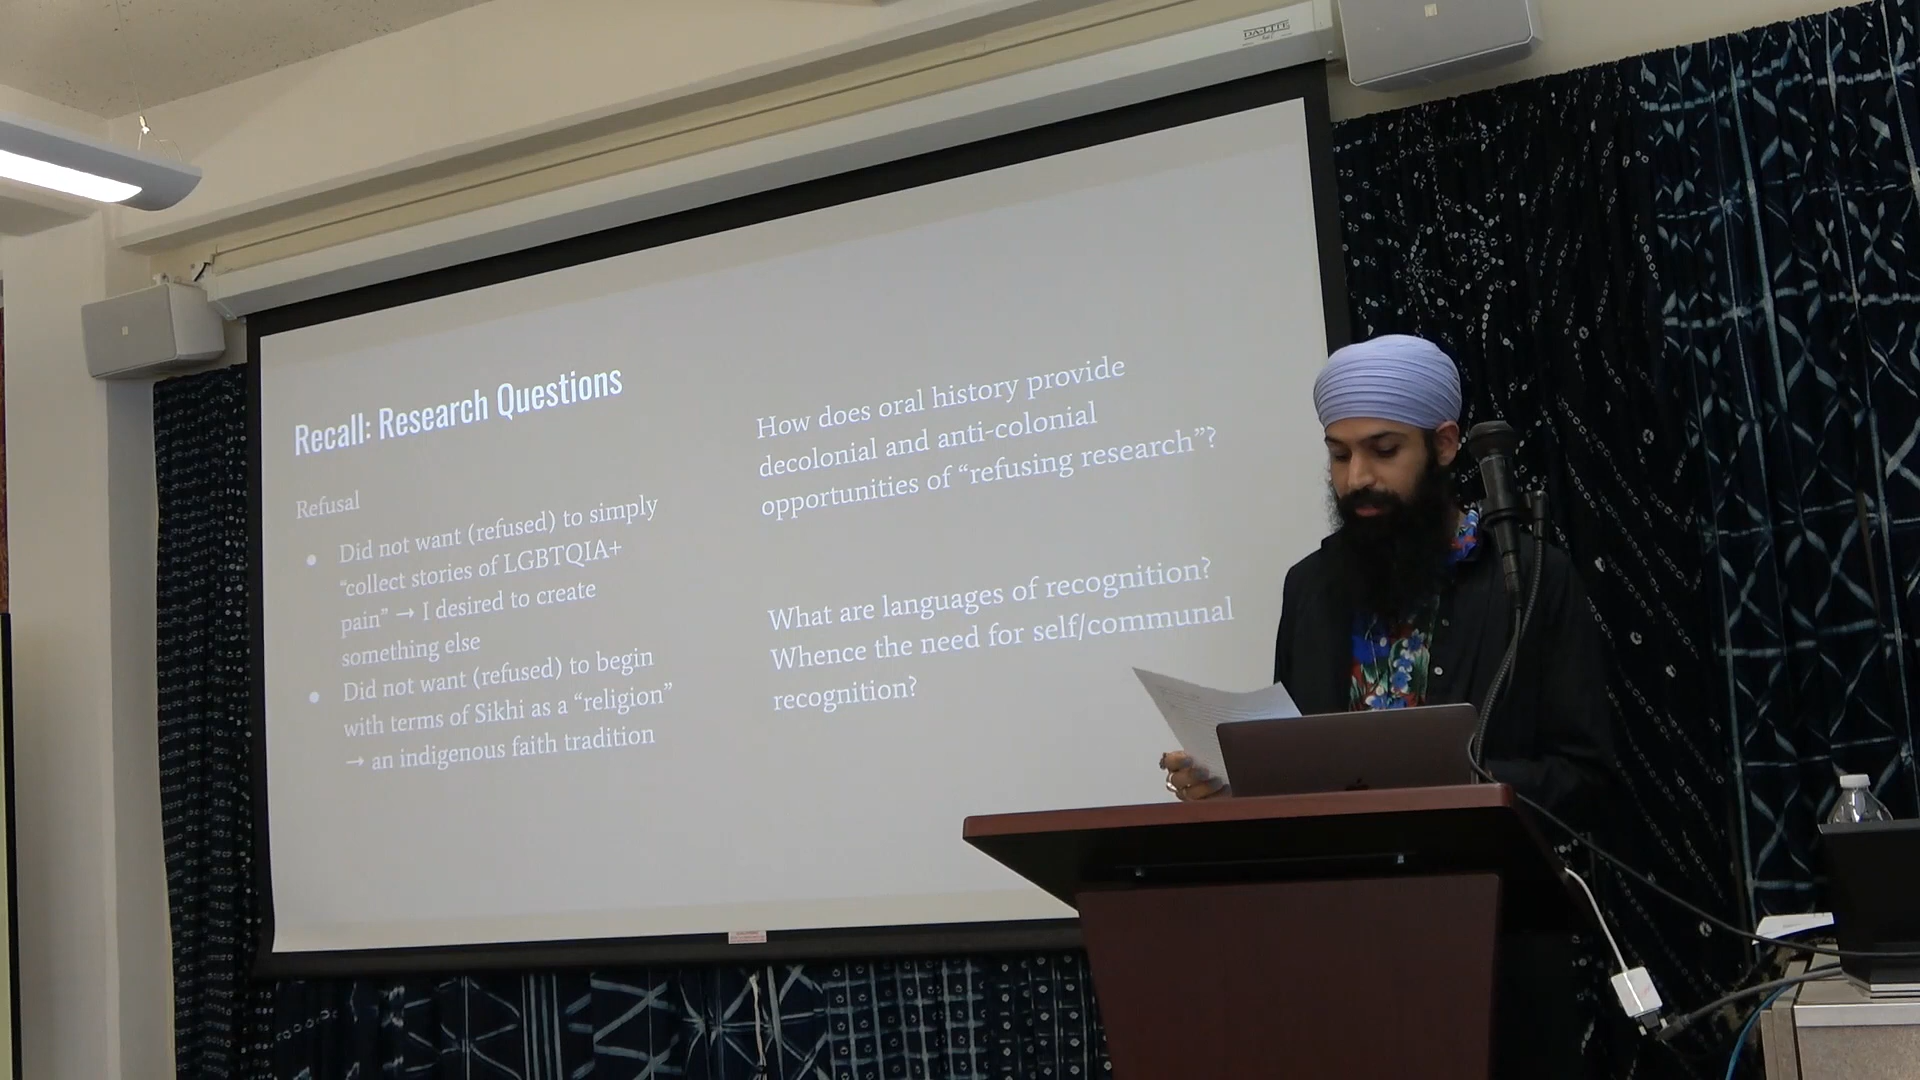 DA-LITE
Recall: Research Questions
Refusal
● Did not want (refused) to simply
“collect stories of LGBTQIA+
pain” → I desired to create
something else
● Did not want (refused) to begin
with terms of Sikhi as a “religion”
→ an indigenous faith tradition
How does oral history provide
decolonial and anti-colonial
opportunities of “refusing research”?
What are languages of recognition?
Whence the need for self/communal
recognition?